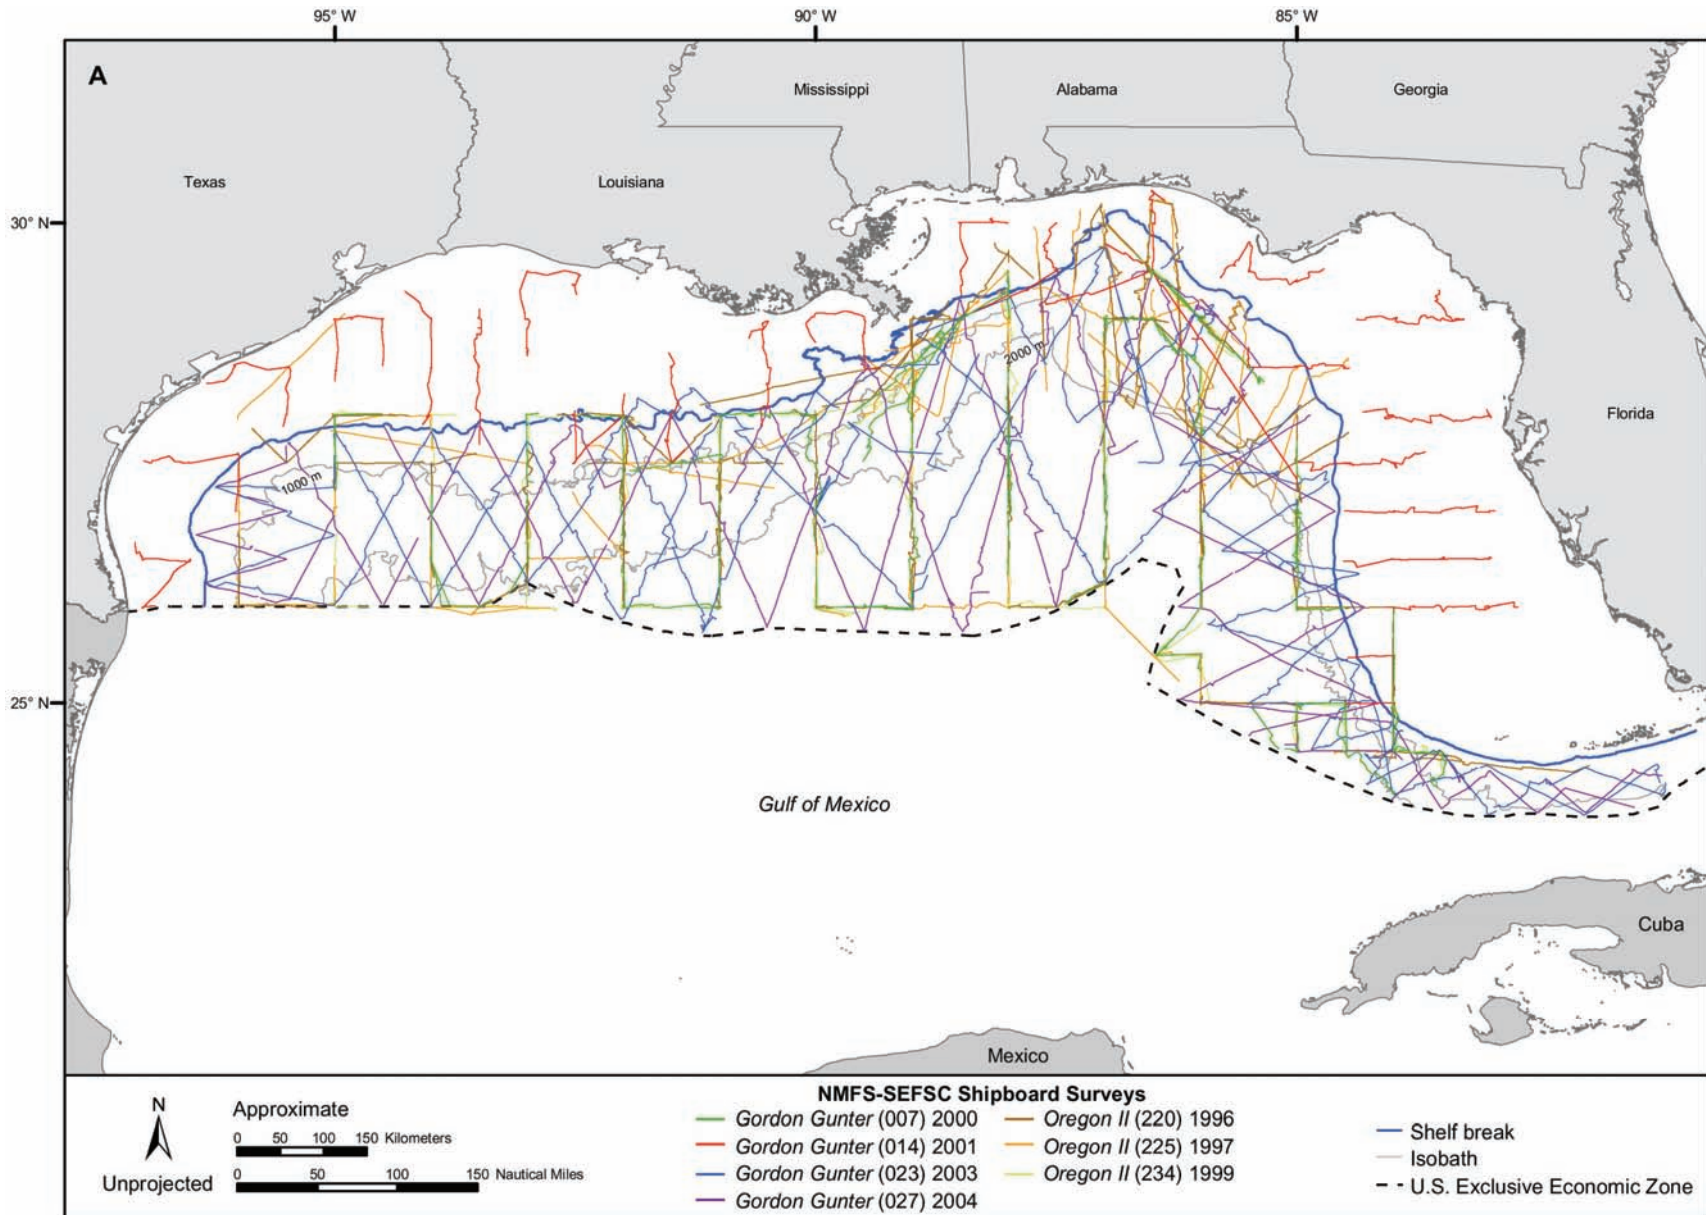 95° W
90° W
85° W
A
Mississippi
Alabama
Georgia
Texas
Louisiana
30° N
2000 m
Florida
1000 m
25° N
Gulf of Mexico
Cuba
Mexico
NMFS-SEFSC Shipboard Surveys
N
Unprojected
Approximate
0 50 100 150 Kilometers
0 50 100 150 Nautical Miles
Gordon Gunter (007) 2000
Gordon Gunter (014) 2001
Gordon Gunter (023) 2003
Gordon Gunter (027) 2004
Oregon II (220) 1996
Oregon II (225) 1997
Oregon II (234) 1999
Shelf break
Isobath
U.S. Exclusive Economic Zone